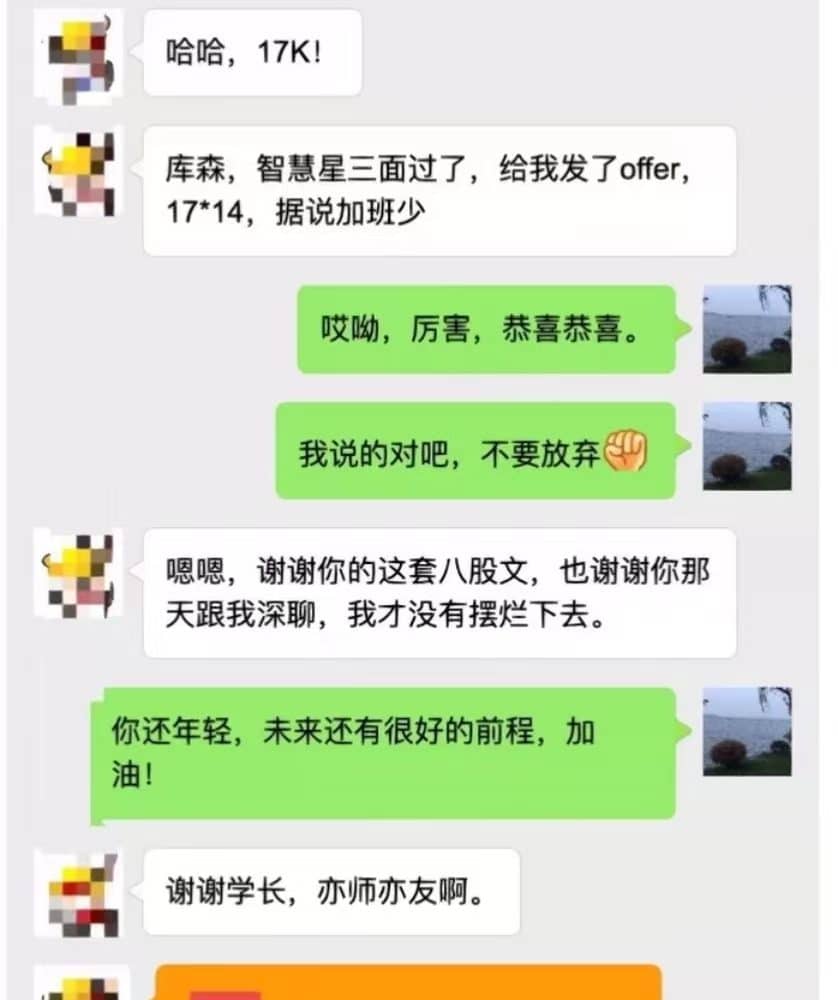 哈哈，17K！
库森，智慧星三面过了，给我发了offer，
17*14，据说加班少
哎呦，厉害，恭喜恭喜。
我说的对吧，不要放弃✊
嗯嗯，谢谢你的这套八股文，也谢谢你那
天跟我深聊，我才没有摆烂下去。
你还年轻，未来还有很好的前程，加
油！
谢谢学长，亦师亦友啊。